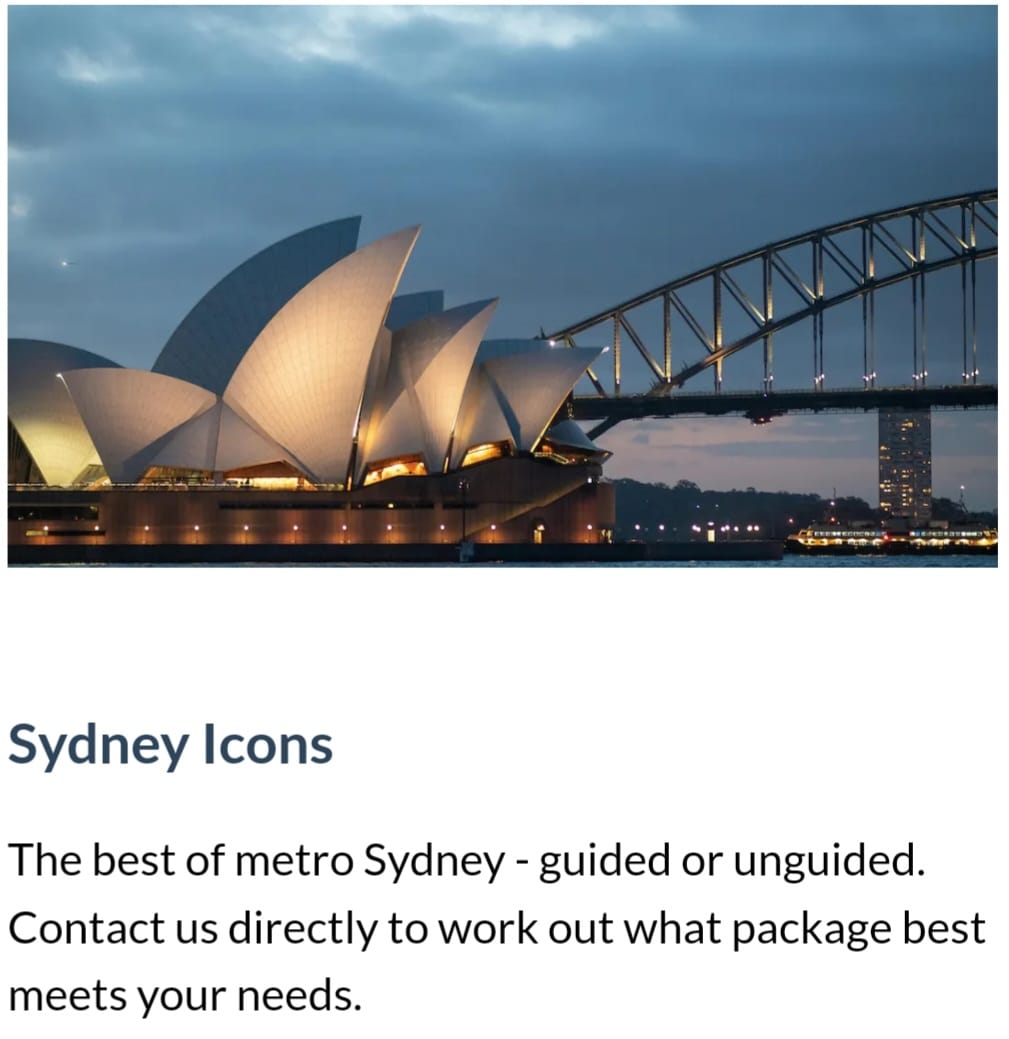 Sydney Icons
The best of metro Sydney - guided or unguided.
Contact us directly to work out what package best
meets your needs.